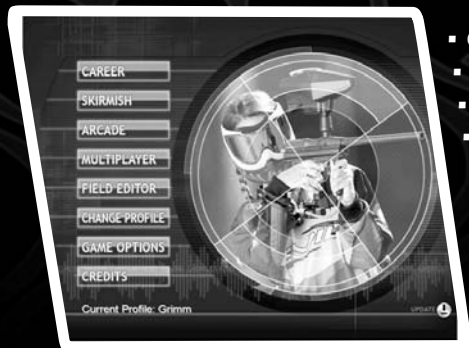 CAREER
SKIRMISH
ARCADE
MULTIPLAYER
FIELD EDITOR
CHANGE PROFILE
GAME OPTIONS
CREDITS
Current Profile: Grimm
UPDATE